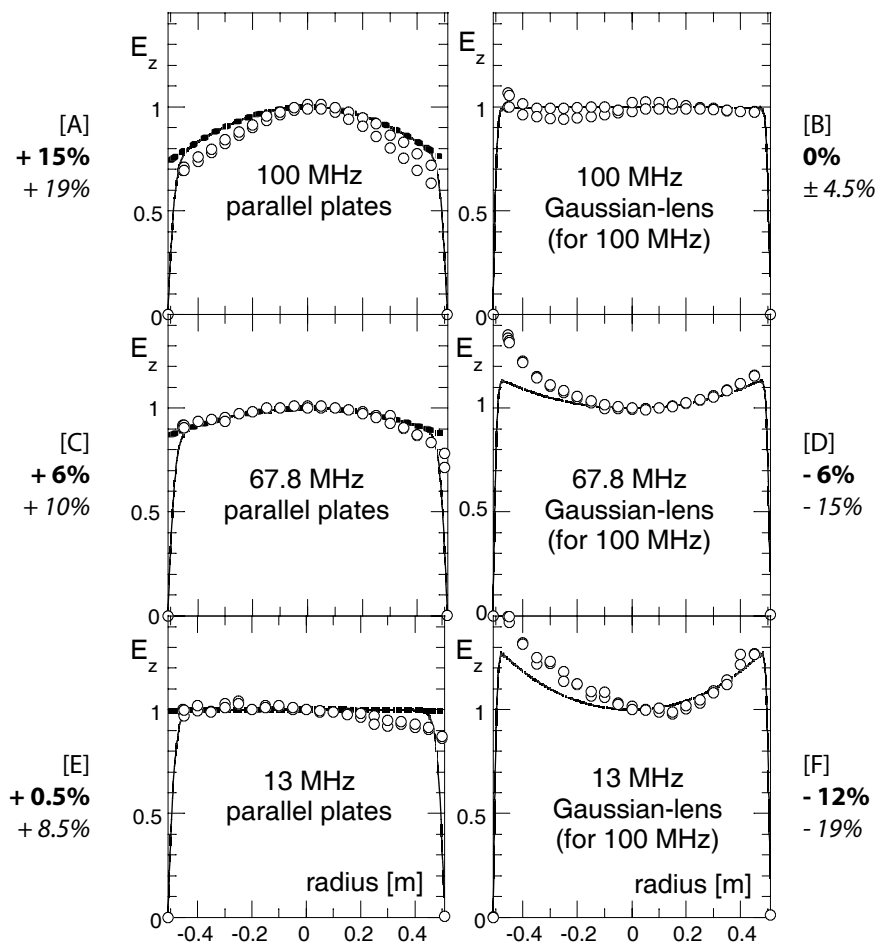 E
z
1
0.5
0
100 MHz
parallel plates
[A]
+ 15%
+ 19%
100 MHz
Gaussian-lens
(for 100 MHz)
[B]
0%
± 4.5%
E
z
1
0.5
0
67.8 MHz
parallel plates
[C]
+ 6%
+ 10%
E
z
1
0.5
0
67.8 MHz
Gaussian-lens
(for 100 MHz)
[D]
- 6%
- 15%
E
z
1
0.5
0
13 MHz
parallel plates
radius [m]
[E]
+ 0.5%
+ 8.5%
E
z
1
0.5
0
13 MHz
Gaussian-lens
(for 100 MHz)
radius [m]
[F]
- 12%
- 19%
-0.4 -0.2 0 0.2 0.4
-0.4 -0.2 0 0.2 0.4
E
z
1
0.5
0